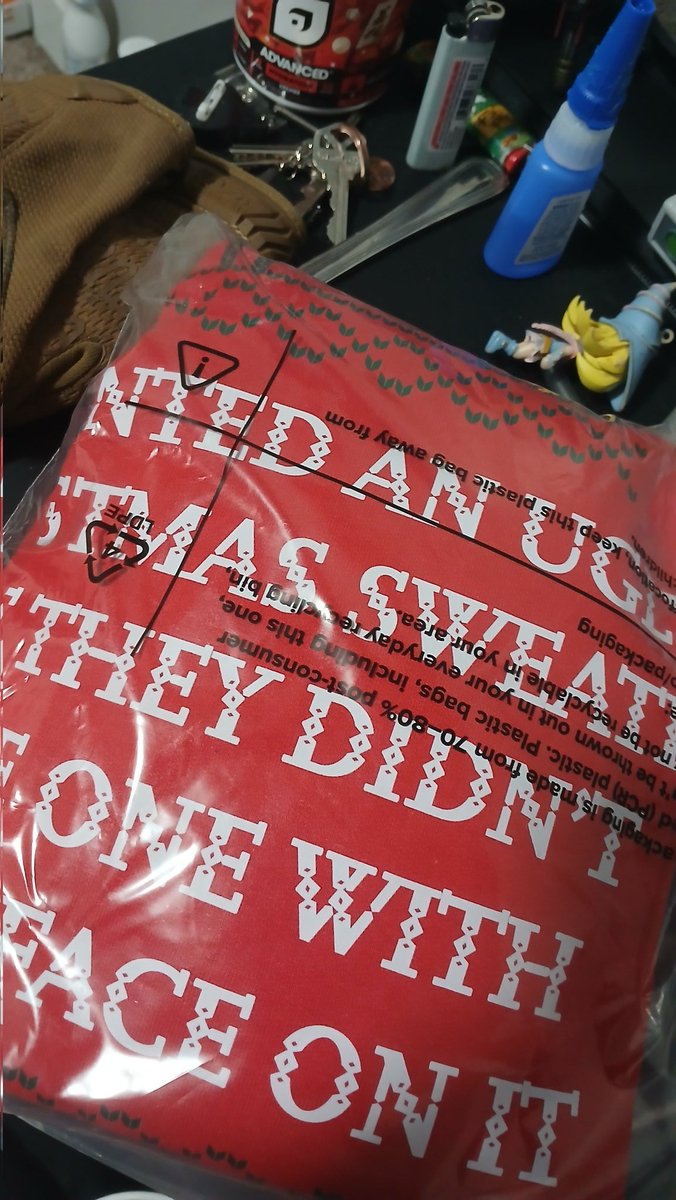 ADVANCED
NTED AN UGL
STMAS SWEAT
THEY DIDN'T
E ONE WITH
EACE ON IT
LDPE
4
keep this plastic bag away from
children.
packaging is made from 70-80% post-consumer
plastic. Plastic bags, including this one,
't be thrown out in your everyday recycling bin,
not be recyclable in your area.
/packaging